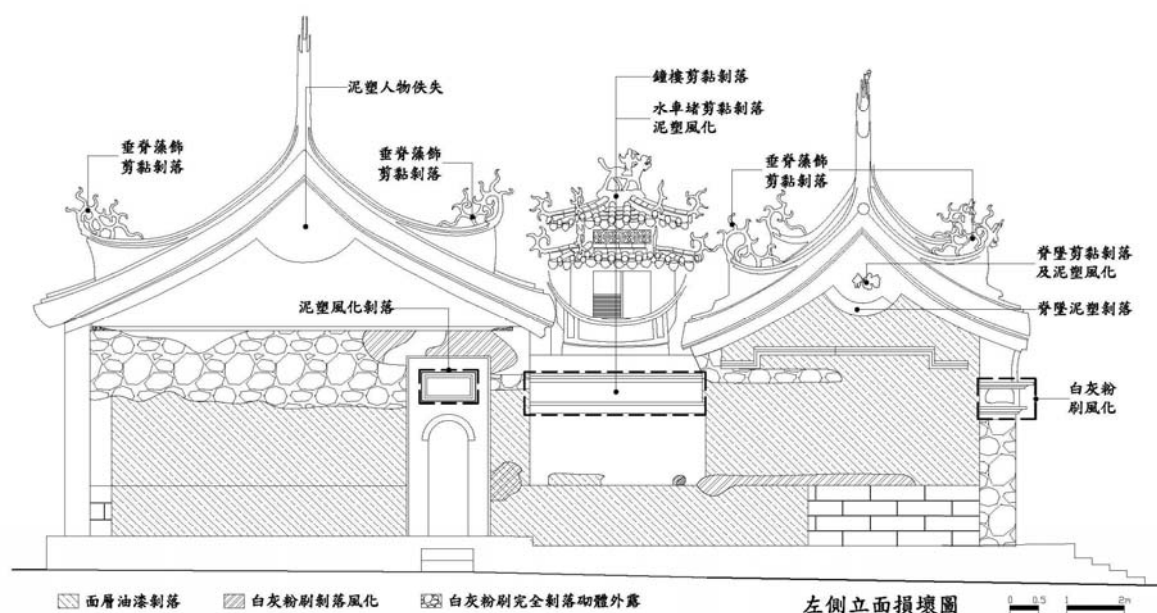 泥塑人物佚失
鐘樓剪黏剝落
水車堵剪黏剝落
泥塑風化
垂脊藻飾
剪黏剝落
垂脊藻飾
剪黏剝落
垂脊藻飾
剪黏剝落
脊墜剪黏剝落
及泥塑風化
泥塑風化剝落
脊墜泥塑剝落
白灰粉
刷風化
面層油漆剝落
白灰粉刷剝落風化
白灰粉刷完全剝落砌體外露
左側立面損壞圖
0 0.5 1 2m